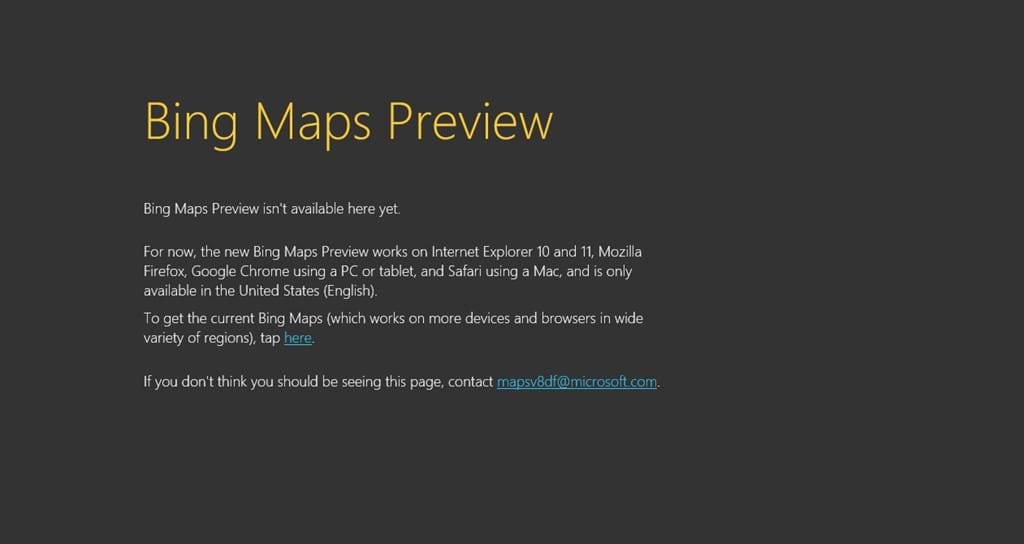 Bing Maps Preview
Bing Maps Preview isn't available here yet.
For now, the new Bing Maps Preview works on Internet Explorer 10 and 11, Mozilla
Firefox, Google Chrome using a PC or tablet, and Safari using a Mac, and is only
available in the United States (English).
To get the current Bing Maps (which works on more devices and browsers in wide
variety of regions), tap here.
If you don't think you should be seeing this page, contact mapsv8df@microsoft.com.